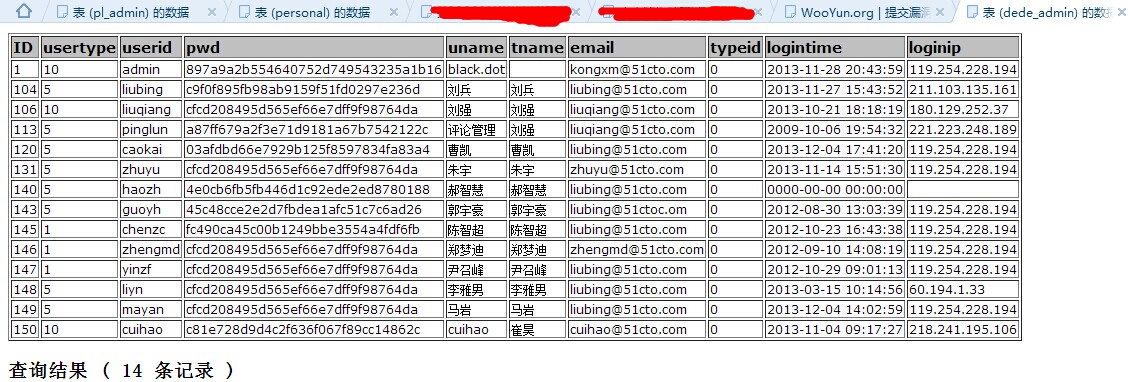 表 (pl_admin) 的数据 表 (personal) 的数据 WooYun.org | 提交漏 表 (dede_admin) 的数据
ID usertype userid pwd uname tname email typeid logintime loginip
1 10 admin 897a9a2b554640752d749543235a1b16 black.dot kongxm@51cto.com 0 2013-11-28 20:43:59 119.254.228.194
104 5 liubing c9f0f895fb98ab9159f51fd0297e236d 刘兵 刘兵 liubing@51cto.com 0 2013-11-27 15:43:52 211.103.135.161
106 10 liuqiang cfcd208495d565ef66e7dff9f98764da 刘强 刘强 liuqiang@51cto.com 0 2013-10-21 18:18:19 180.129.252.37
113 5 pinglun a87ff679a2f3e71d9181a67b7542122c 评论管理 刘强 liuqiang@51cto.com 0 2009-10-06 19:54:32 221.223.248.189
120 5 caokai 03afdbd66e7929b125f8597834fa83a4 曹凯 曹凯 liubing@51cto.com 0 2013-12-04 17:41:20 119.254.228.194
131 5 zhuyu cfcd208495d565ef66e7dff9f98764da 朱宇 朱宇 zhuyu@51cto.com 0 2013-11-14 15:51:30 119.254.228.194
140 5 haozh 4e0cb6fb5fb446d1c92ede2ed8780188 郝智慧 郝智慧 liubing@51cto.com 0 0000-00-00 00:00:00
143 5 guoyh 45c48cce2e2d7fbdea1afc51c7c6ad26 郭宇豪 郭宇豪 liubing@51ctoc.om 0 2012-08-30 13:03:39 119.254.228.194
145 1 chenzc fc490ca45c00b1249bbe3554a4fdf6fb 陈智超 陈智超 liubing@51cto.com 0 2012-10-23 16:43:38 119.254.228.194
146 1 zhengmd cfcd208495d565ef66e7dff9f98764da 郑梦迪 郑梦迪 zhengmd@51cto.com 0 2012-09-10 14:08:19 119.254.228.194
147 1 yinzf cfcd208495d565ef66e7dff9f98764da 尹召峰 尹召峰 liubing@51cto.com 0 2012-10-29 09:01:13 119.254.228.194
148 5 liyn cfcd208495d565ef66e7dff9f98764da 李雅男 李雅男 liubing@51cto.com 0 2013-03-15 10:14:56 60.194.1.33
149 5 mayan cfcd208495d565ef66e7dff9f98764da 马岩 马岩 liubing@51cto.com 0 2013-12-04 14:02:59 119.254.228.194
150 10 cuihao c81e728d9d4c2f636f067f89cc14862c cuihao 崔昊 cuihao@51cto.com 0 2013-11-04 09:17:27 218.241.195.106
查询结果 ( 14 条记录 )